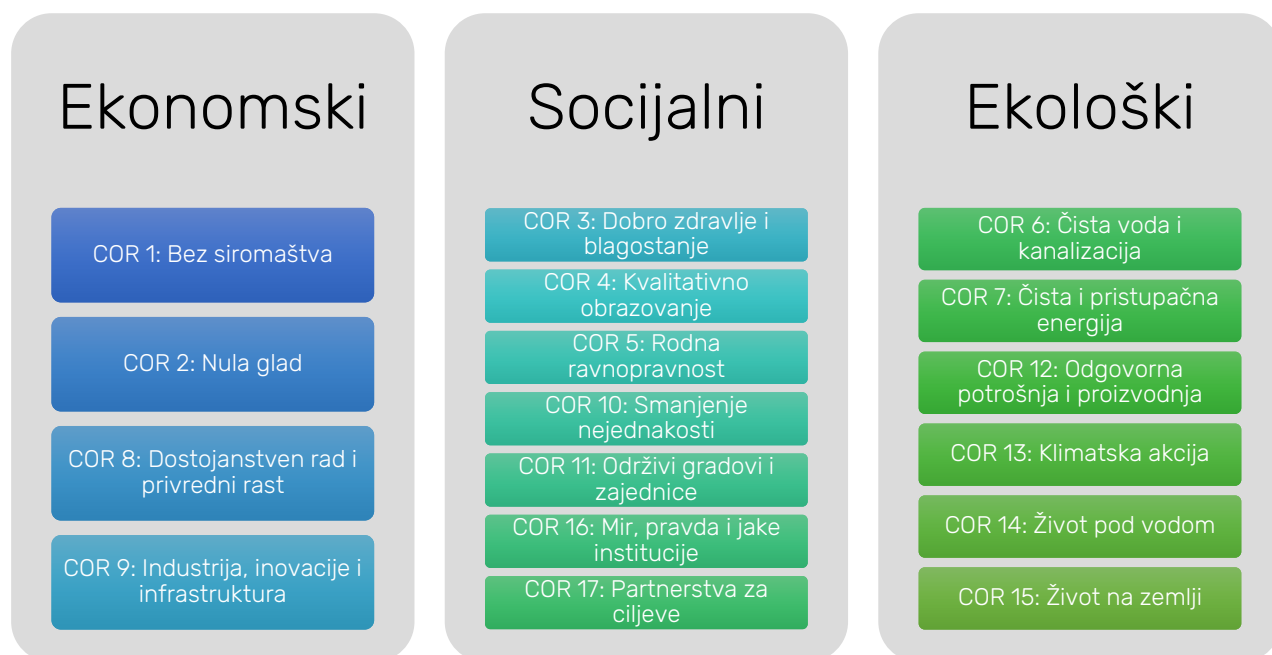 Ekonomski
COR 1: Bez siromaštva
COR 2: Nula glad
COR 8: Dostojanstven rad i
privredni rast
COR 9: Industrija, inovacije i
infrastruktura
Socijalni
COR 3: Dobro zdravlje i
blagostanje
COR 4: Kvalitativno
obrazovanje
COR 5: Rodna
ravnopravnost
COR 10: Smanjenje
nejednakosti
COR 11: Održivi gradovi i
zajednice
COR 16: Mir, pravda i jake
institucije
COR 17: Partnerstva za
ciljeve
Ekološki
COR 6: Čista voda i
kanalizacija
COR 7: Čista i pristupačna
energija
COR 12: Odgovorna
potrošnja i proizvodnja
COR 13: Klimatska akcija
COR 14: Život pod vodom
COR 15: Život na zemlji